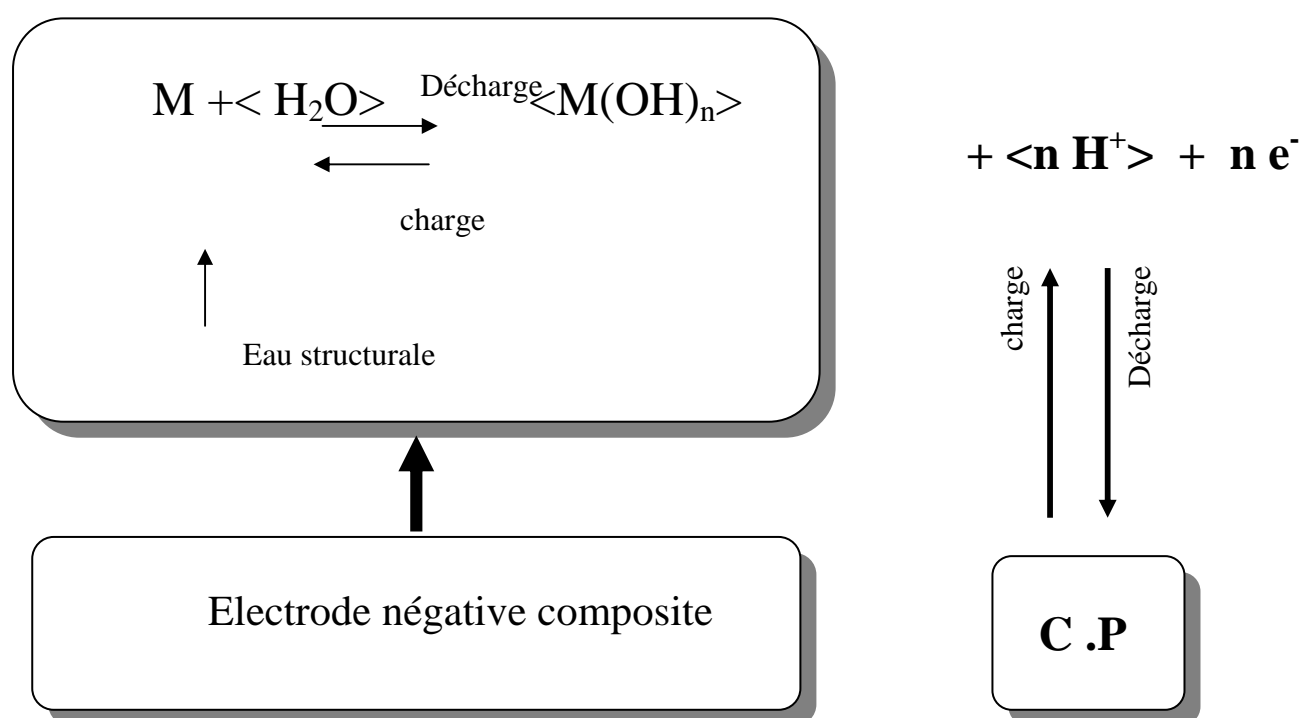 M +< H₂O> Décharge <M(OH)ₙ>
+ <n H⁺> + n e⁻
charge
Eau structurale
charge
Décharge
Electrode négative composite
C .P